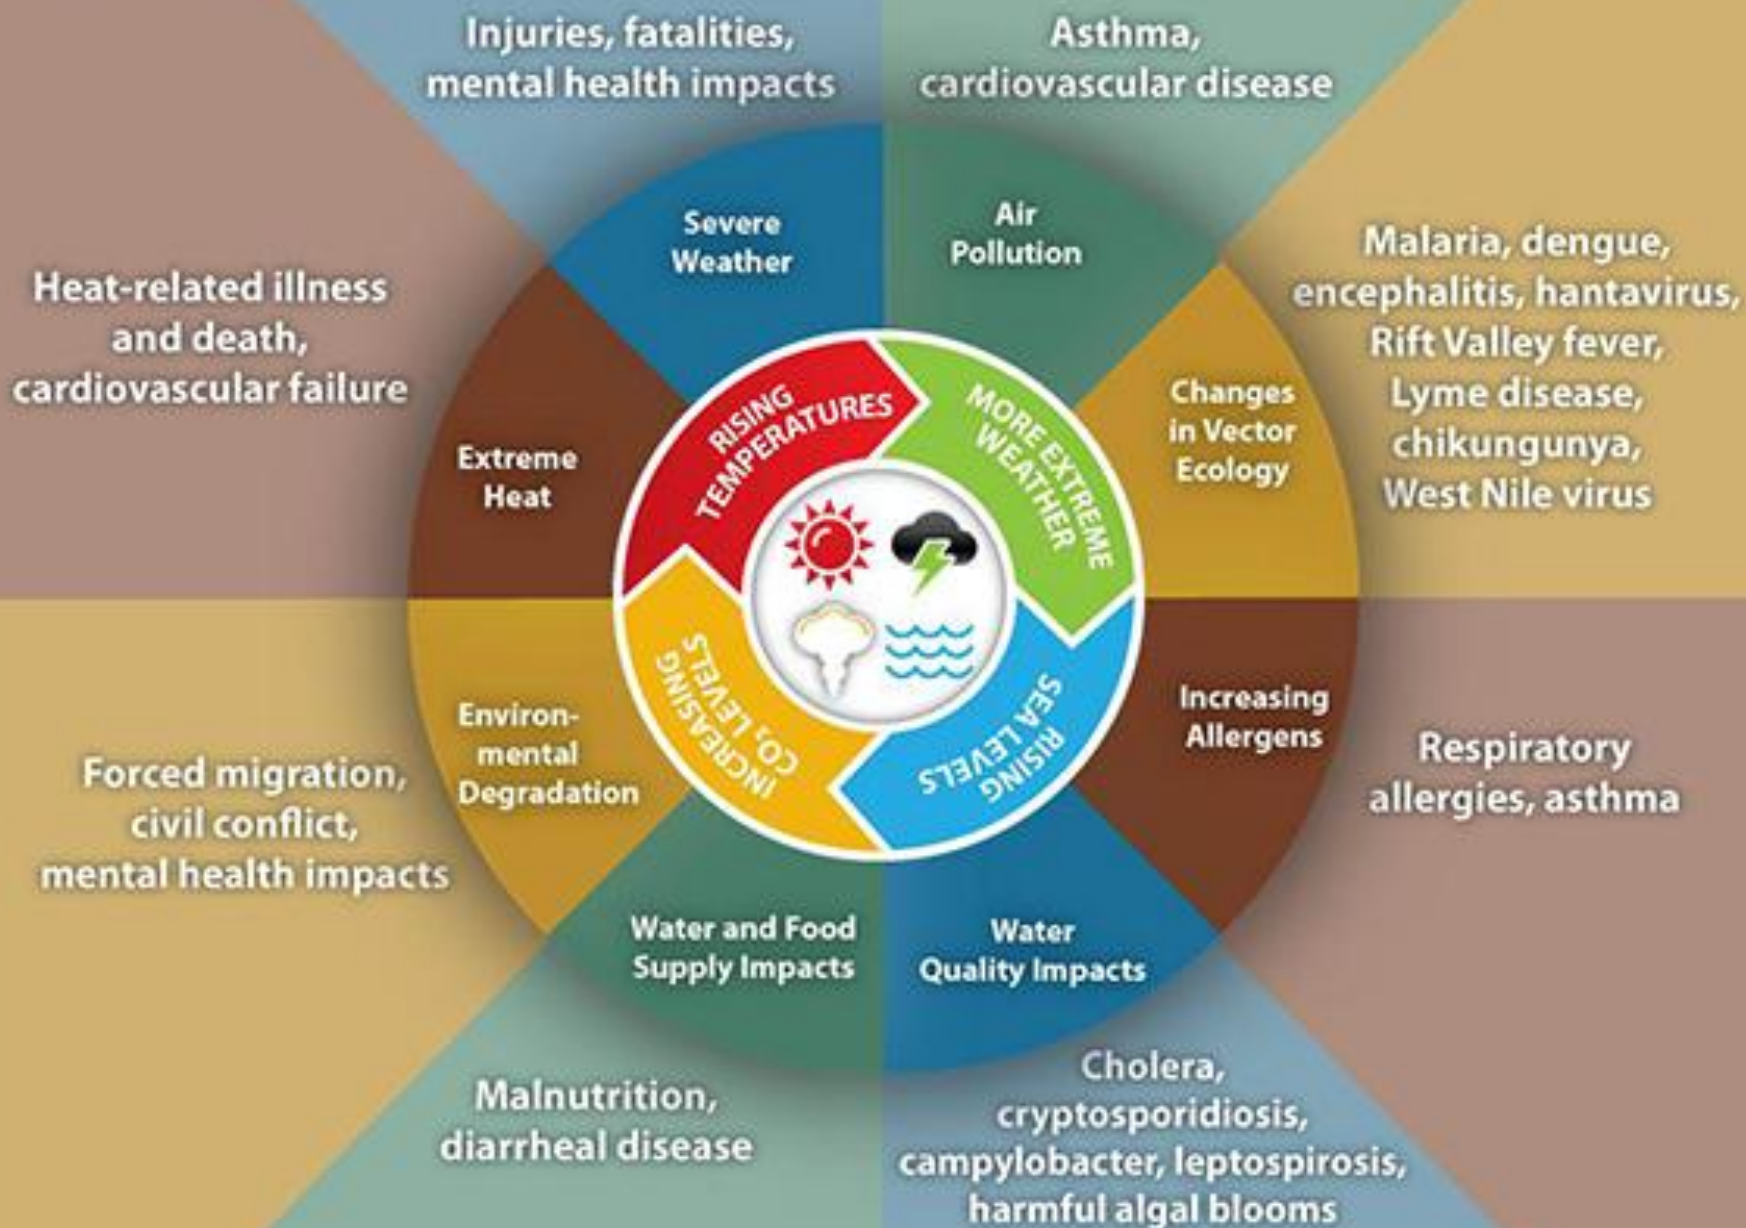 Injuries, fatalities,
mental health impacts
Asthma,
cardiovascular disease
Severe
Weather
Air
Pollution
Heat-related illness
and death,
cardiovascular failure
Malaria, dengue,
encephalitis, hantavirus,
Rift Valley fever,
Lyme disease,
chikungunya,
West Nile virus
Extreme
Heat
RISING
TEMPERATURES
MORE EXTREME
WEATHER
Changes
in Vector
Ecology
Environ-
mental
Degradation
INCREASING
CO₂ LEVELS
RISING
SEA LEVELS
Increasing
Allergens
Forced migration,
civil conflict,
mental health impacts
Respiratory
allergies, asthma
Water and Food
Supply Impacts
Water
Quality Impacts
Malnutrition,
diarrheal disease
Cholera,
cryptosporidiosis,
campylobacter, leptospirosis,
harmful algal blooms